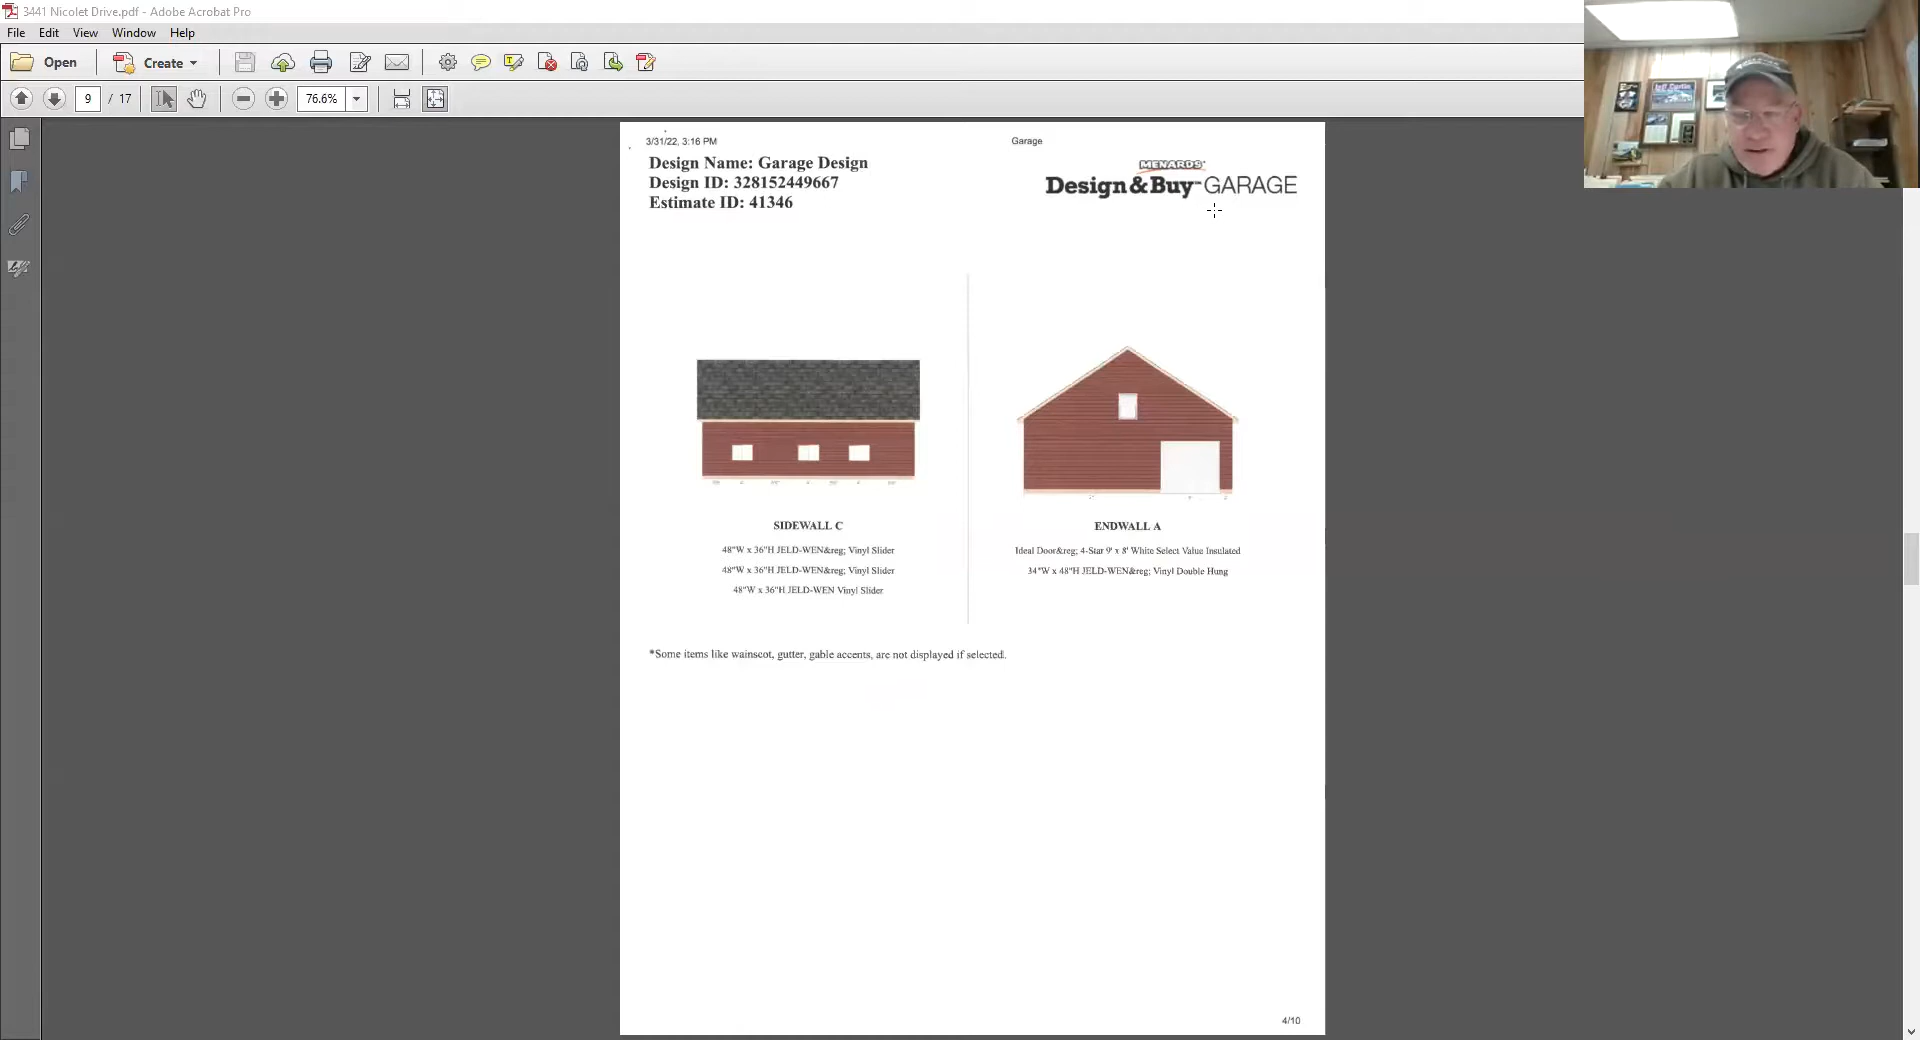 3441 Nicolet Drive.pdf - Adobe Acrobat Pro
File Edit View Window Help
Open Create
9 / 17 76.6%
3/31/22, 3:16 PM Garage
Design Name: Garage Design
Design ID: 328152449667
Estimate ID: 41346
MENARDS
Design & Buy™ GARAGE
SIDEWALL C
48"W x 36"H JELD-WEN&reg; Vinyl Slider
48"W x 36"H JELD-WEN&reg; Vinyl Slider
48"W x 36"H JELD-WEN Vinyl Slider
ENDWALL A
Ideal Door&reg; 4-Star 9' x 8' White Select Value Insulated
34"W x 48"H JELD-WEN&reg; Vinyl Double Hung
*Some items like wainscot, gutter, gable accents, are not displayed if selected.
4/10